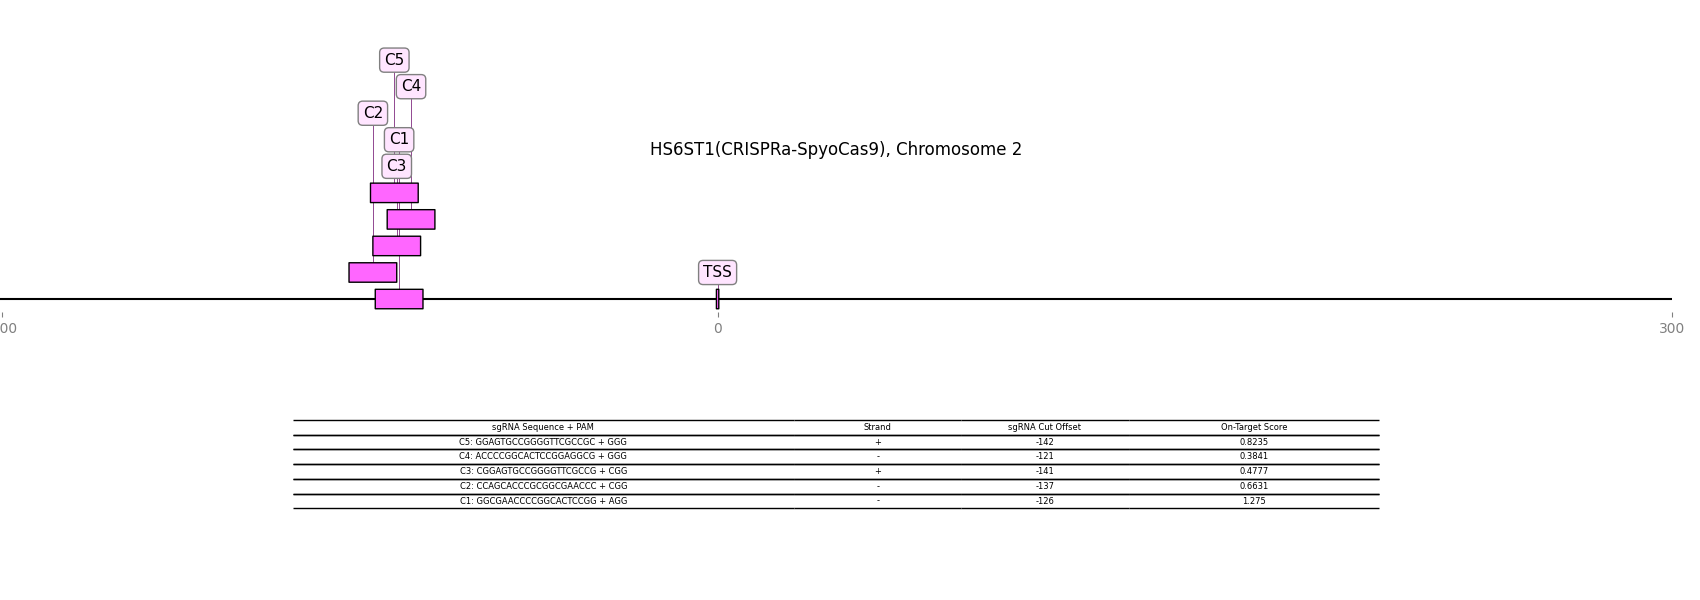 C5
C4
C2
C1
HS6ST1(CRISPRa-SpyoCas9), Chromosome 2
C3
TSS
00 0 300
sgRNA Sequence + PAM Strand sgRNA Cut Offset On-Target Score
C5: GGAGTGCCGGGGTTCGCCGC + GGG + -142 0.8235
C4: ACCCCGGCACTCCGGAGGCG + GGG - -121 0.3841
C3: CGGAGTGCCGGGGTTCGCCG + CGG + -141 0.4777
C2: CCAGCACCCGCGGCGAACCC + CGG - -137 0.6631
C1: GGCGAACCCCGGCACTCCGG + AGG - -126 1.275